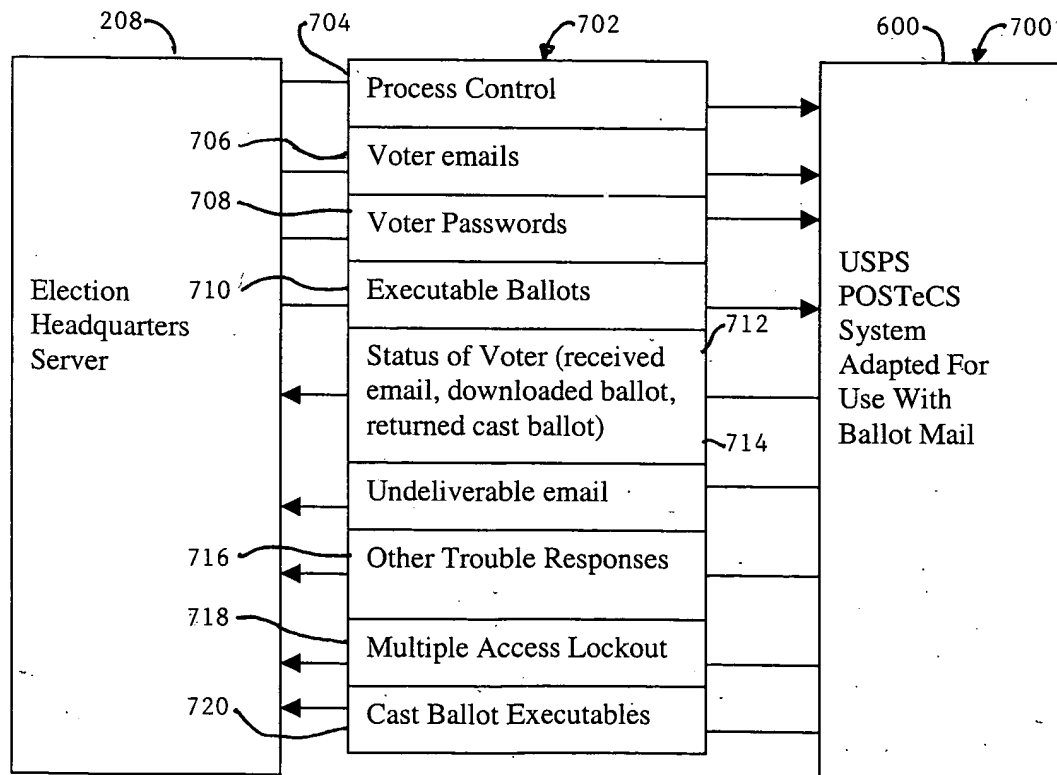 208
704
702
600
700
Process Control
706
Voter emails
708
Voter Passwords
710
Executable Ballots
712
Election
Headquarters
Server
Status of Voter (received
email, downloaded ballot,
returned cast ballot)
714
USPS
POSTeCS
System
Adapted For
Use With
Ballot Mail
Undeliverable email
716
Other Trouble Responses
718
Multiple Access Lockout
720
Cast Ballot Executables